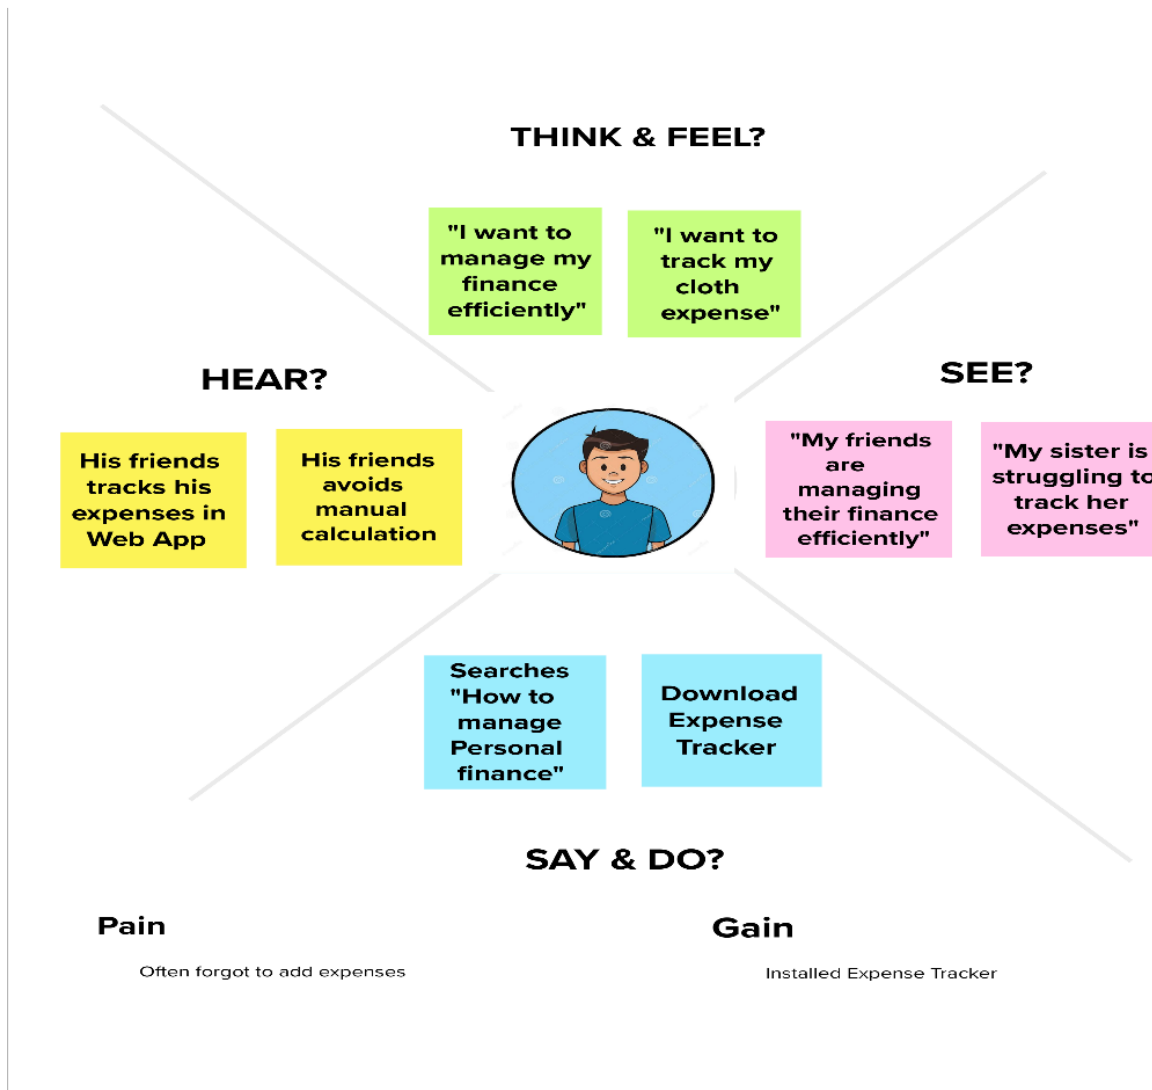 THINK & FEEL?
"I want to
manage my
finance
efficiently"
"I want to
track my
cloth
expense"
HEAR?
His friends
tracks his
expenses in
Web App
His friends
avoids
manual
calculation
SEE?
"My friends
are
managing
their finance
efficiently"
"My sister is
struggling to
track her
expenses"
Searches
"How to
manage
Personal
finance"
Download
Expense
Tracker
SAY & DO?
Pain
Often forgot to add expenses
Gain
Installed Expense Tracker